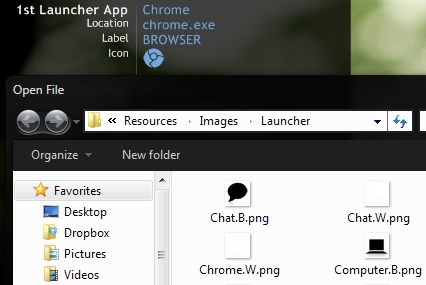 1st Launcher App Chrome
Location chrome.exe
Label BROWSER
Icon
Open File
« Resources › Images › Launcher
Organize New folder
Favorites
Desktop
Dropbox
Pictures
Videos
Chat.B.png Chat.W.png
Chrome.W.png Computer.B.png